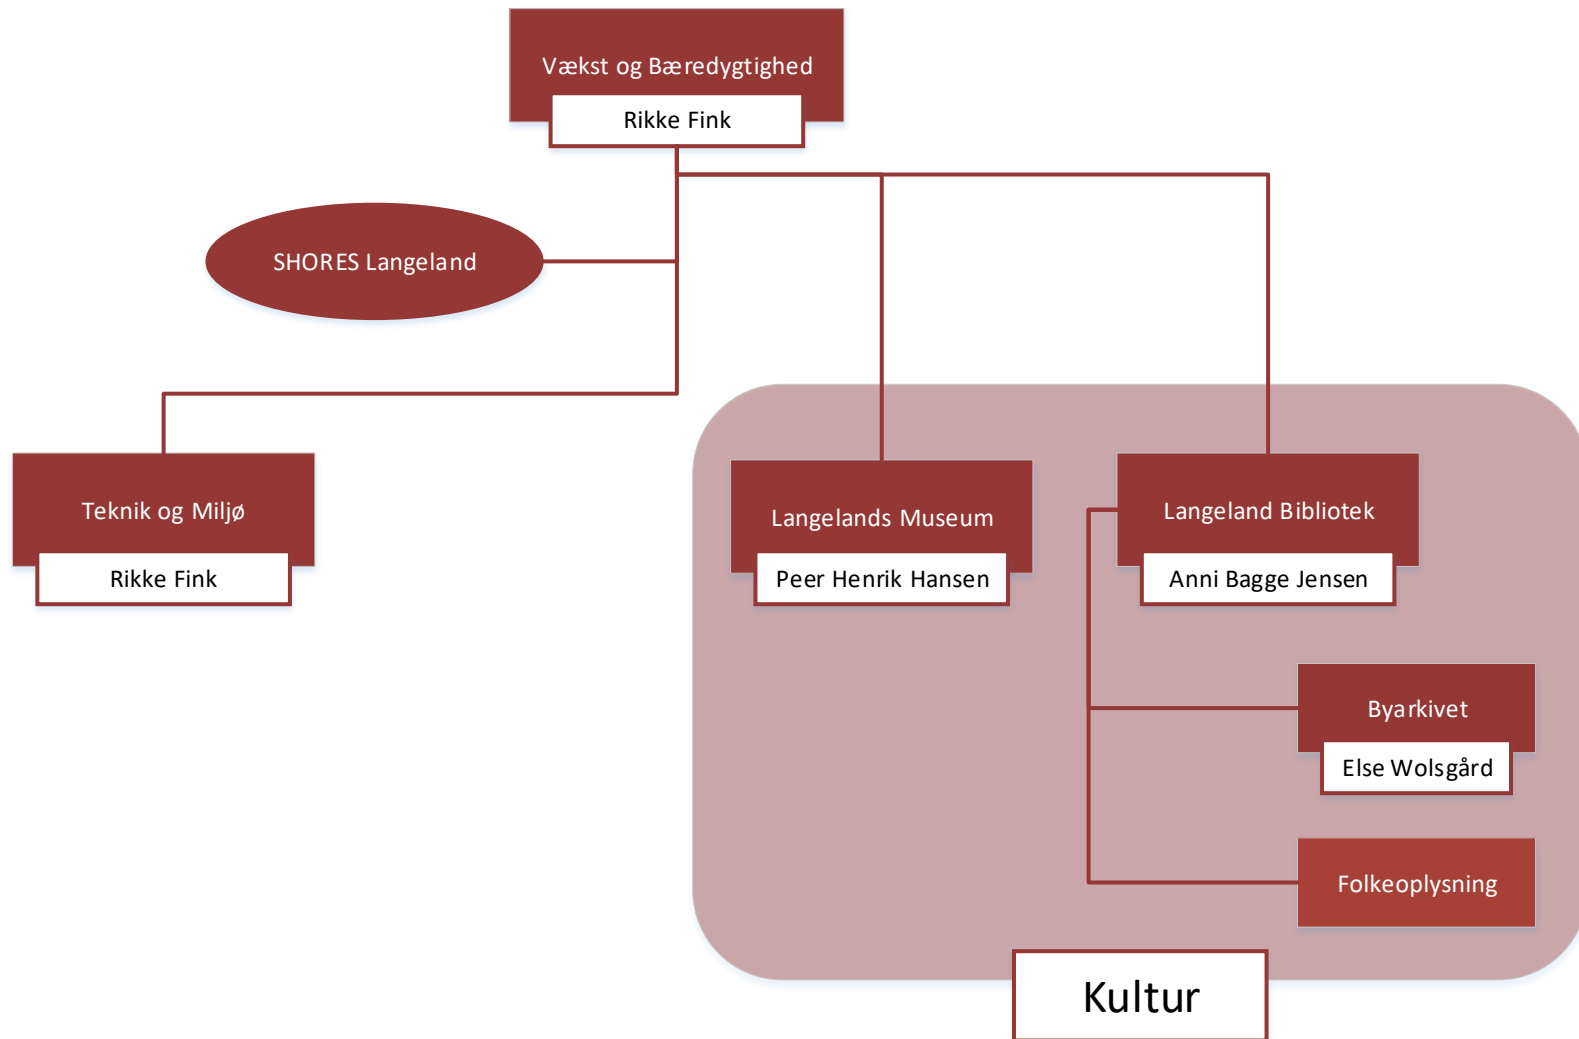 Vækst og Bæredygtighed
Rikke Fink
SHORES Langeland
Teknik og Miljø
Rikke Fink
Langelands Museum
Peer Henrik Hansen
Langeland Bibliotek
Anni Bagge Jensen
Byarkivet
Else Wolsgård
Folkeoplysning
Kultur